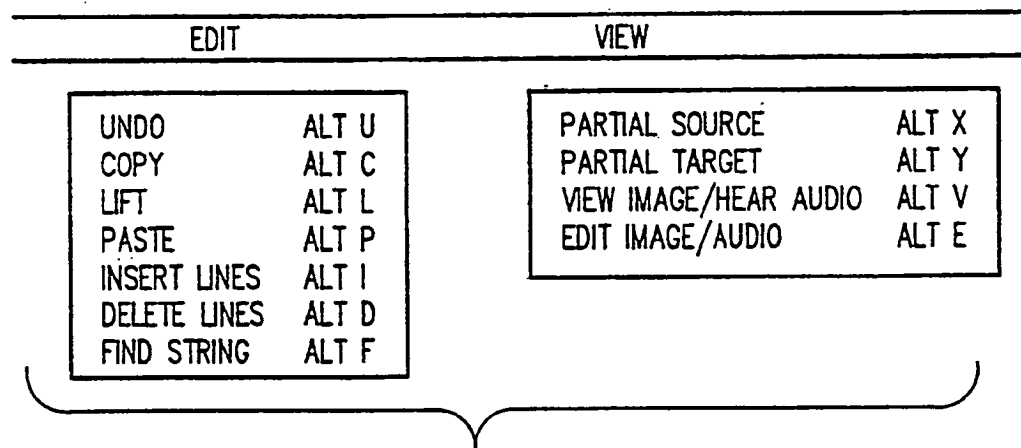 EDIT VIEW
UNDO ALT U
COPY ALT C
LIFT ALT L
PASTE ALT P
INSERT LINES ALT I
DELETE LINES ALT D
FIND STRING ALT F
PARTIAL SOURCE ALT X
PARTIAL TARGET ALT Y
VIEW IMAGE/HEAR AUDIO ALT V
EDIT IMAGE/AUDIO ALT E